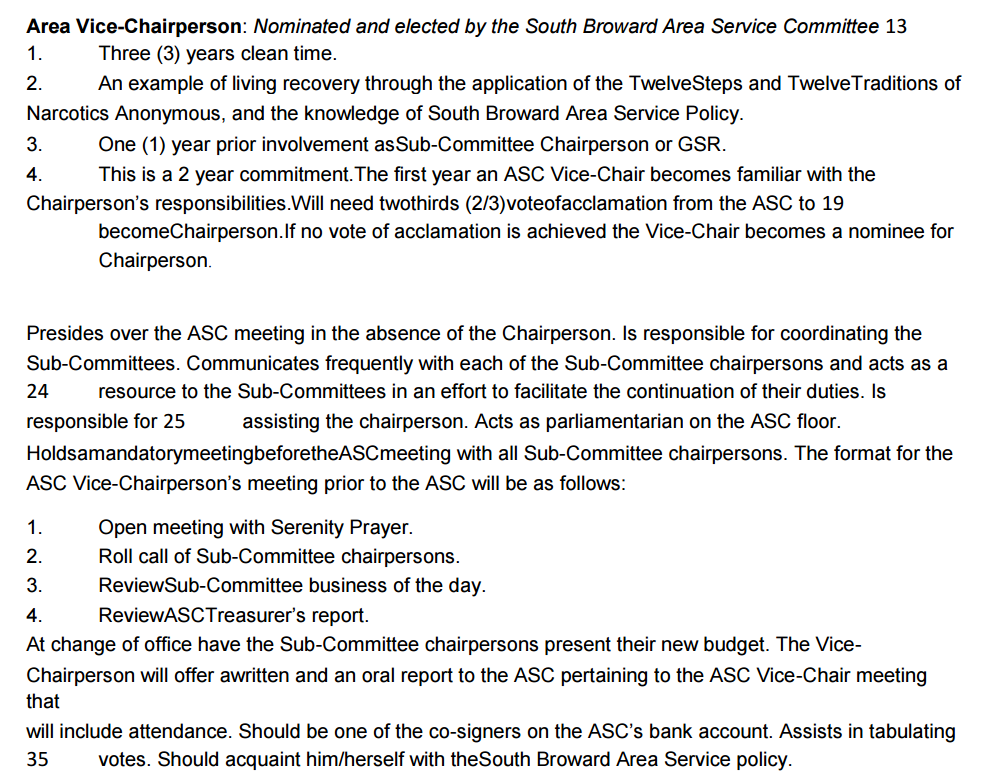 Area Vice-Chairperson: Nominated and elected by the South Broward Area Service Committee 13
1. Three (3) years clean time.
2. An example of living recovery through the application of the TwelveSteps and TwelveTraditions of
Narcotics Anonymous, and the knowledge of South Broward Area Service Policy.
3. One (1) year prior involvement asSub-Committee Chairperson or GSR.
4. This is a 2 year commitment.The first year an ASC Vice-Chair becomes familiar with the
Chairperson’s responsibilities.Will need twothirds (2/3)voteofacclamation from the ASC to 19
becomeChairperson.If no vote of acclamation is achieved the Vice-Chair becomes a nominee for
Chairperson.
Presides over the ASC meeting in the absence of the Chairperson. Is responsible for coordinating the
Sub-Committees. Communicates frequently with each of the Sub-Committee chairpersons and acts as a
24 resource to the Sub-Committees in an effort to facilitate the continuation of their duties. Is
responsible for 25 assisting the chairperson. Acts as parliamentarian on the ASC floor.
HoldsamandatorymeetingbeforetheASCmeeting with all Sub-Committee chairpersons. The format for the
ASC Vice-Chairperson’s meeting prior to the ASC will be as follows:
1. Open meeting with Serenity Prayer.
2. Roll call of Sub-Committee chairpersons.
3. ReviewSub-Committee business of the day.
4. ReviewASCTreasurer’s report.
At change of office have the Sub-Committee chairpersons present their new budget. The Vice-
Chairperson will offer awritten and an oral report to the ASC pertaining to the ASC Vice-Chair meeting
that
will include attendance. Should be one of the co-signers on the ASC’s bank account. Assists in tabulating
35 votes. Should acquaint him/herself with theSouth Broward Area Service policy.